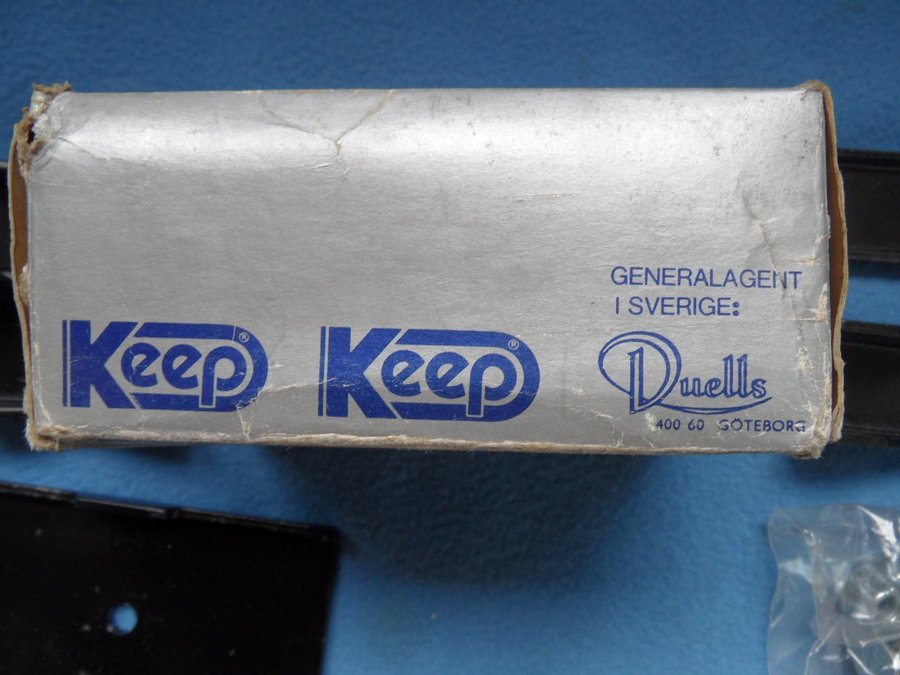 Keep® Keep®
GENERALAGENT
I SVERIGE:
Duells
400 60 GÖTEBORG